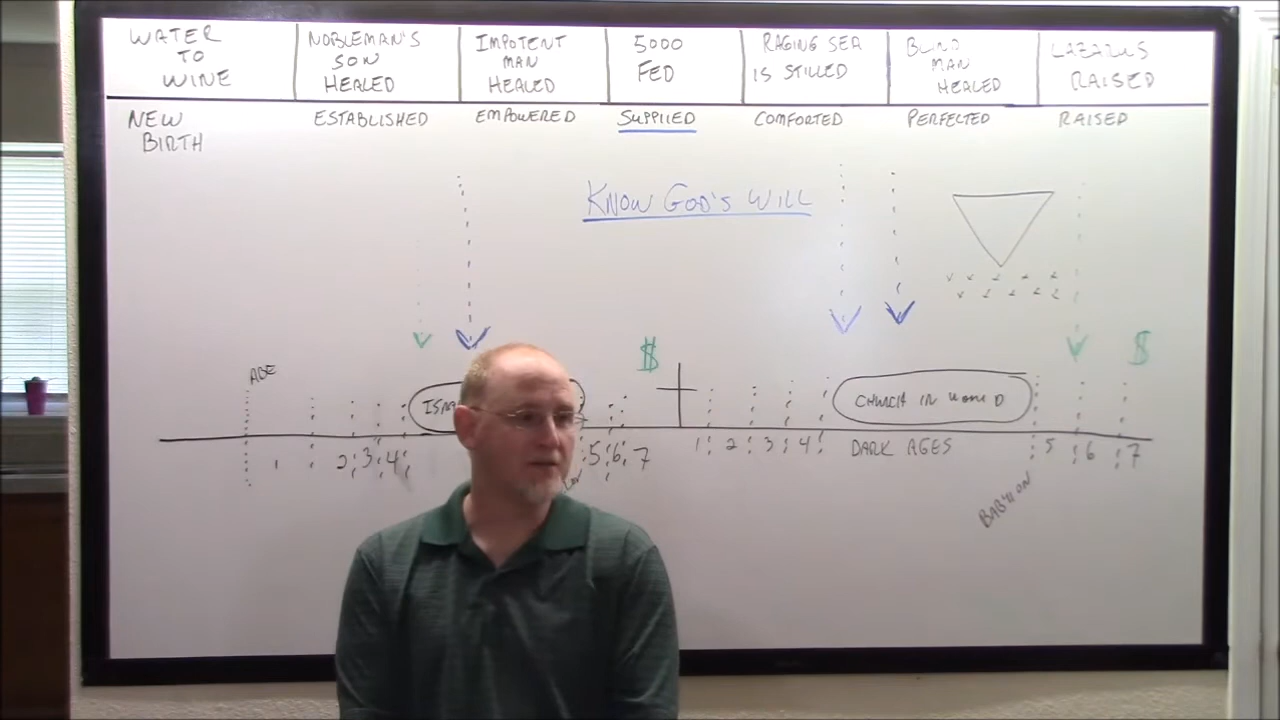 WATER
TO
WINE
NOBLEMAN'S
SON
HEALED
IMPOTENT
MAN
HEALED
5000
FED
RAGING SEA
IS STILLED
BLIND
MAN
HEALED
LAZARUS
RAISED
NEW
BIRTH
ESTABLISHED
EMPOWERED
SUPPLIED
COMFORTED
PERFECTED
RAISED
KNOW GOD'S WILL
$
$
CHURCH IN WORLD
1 2 3 4 5 6 7
1 2 3 4 DARK AGES 5 6 7
BABYLON